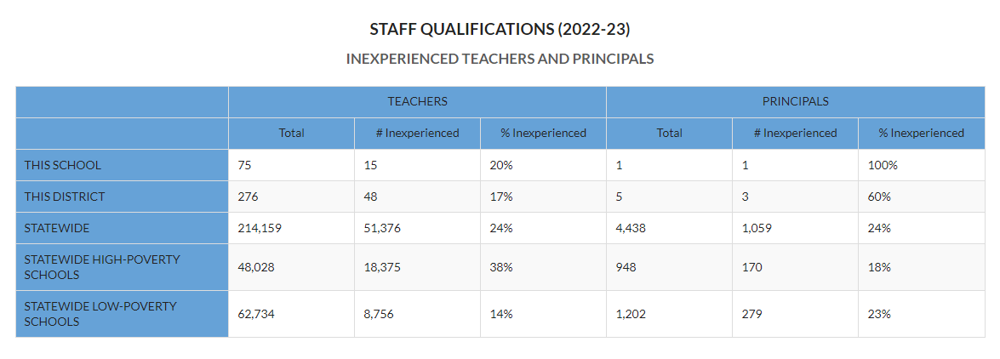 STAFF QUALIFICATIONS (2022-23)
INEXPERIENCED TEACHERS AND PRINCIPALS
TEACHERS PRINCIPALS
Total # Inexperienced % Inexperienced Total # Inexperienced % Inexperienced
THIS SCHOOL 75 15 20% 1 1 100%
THIS DISTRICT 276 48 17% 5 3 60%
STATEWIDE 214,159 51,376 24% 4,438 1,059 24%
STATEWIDE HIGH-POVERTY
SCHOOLS 48,028 18,375 38% 948 170 18%
STATEWIDE LOW-POVERTY
SCHOOLS 62,734 8,756 14% 1,202 279 23%